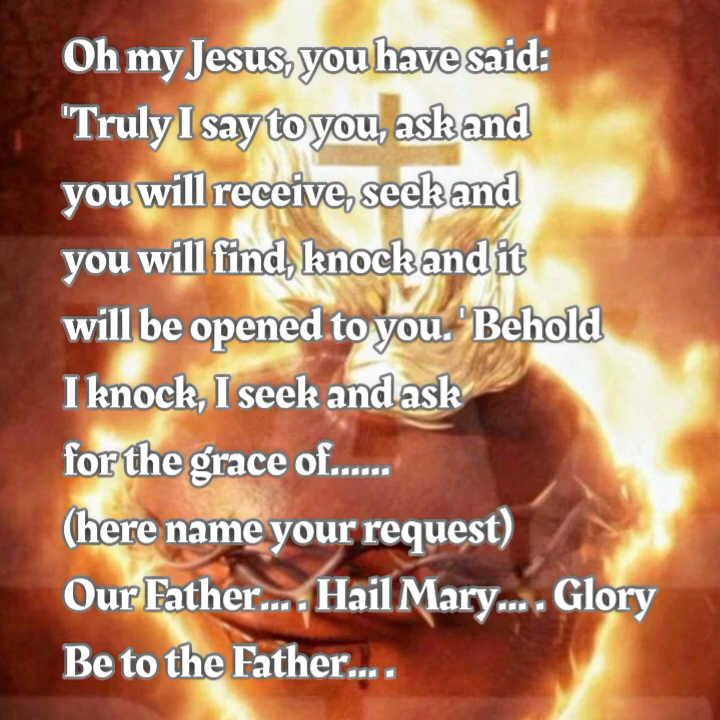 Oh my Jesus, you have said:
'Truly I say to you, ask and
you will receive, seek and
you will find, knock and it
will be opened to you. ' Behold
I knock, I seek and ask
for the grace of......
(here name your request)
Our Father... . Hail Mary... . Glory
Be to the Father... .